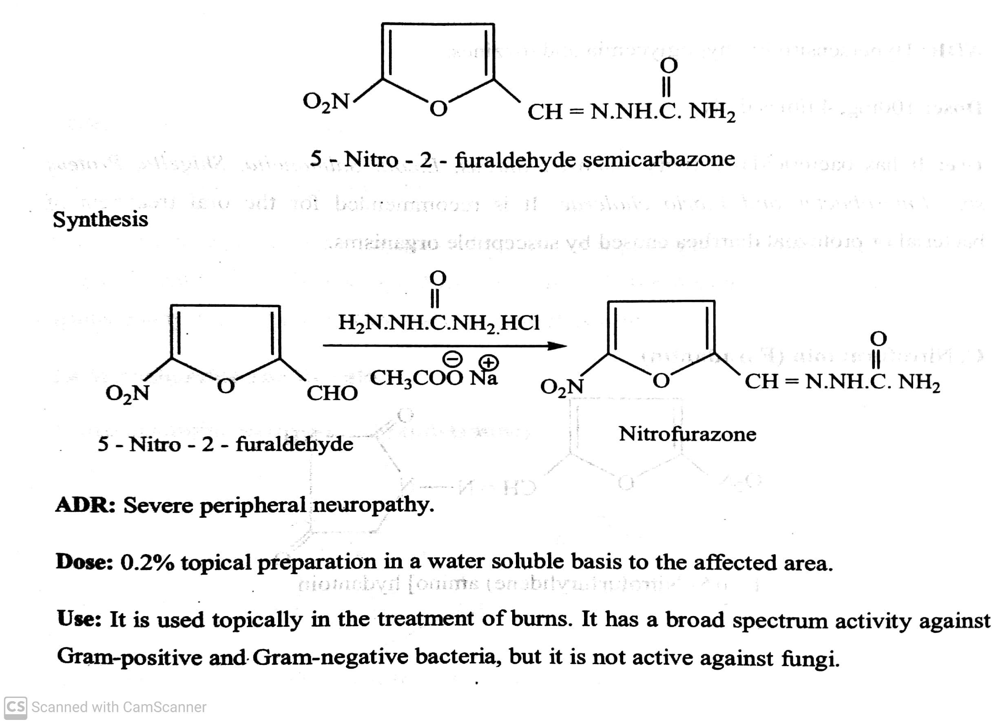 O
||
O₂N O CH = N.NH.C. NH₂
5 - Nitro - 2 - furaldehyde semicarbazone
Synthesis
O
||
H₂N.NH.C.NH₂.HCl
⊖ ⊕
CH₃COO Na
O₂N O CHO
O
||
O₂N O CH = N.NH.C. NH₂
5 - Nitro - 2 - furaldehyde
Nitrofurazone
ADR: Severe peripheral neuropathy.
Dose: 0.2% topical preparation in a water soluble basis to the affected area.
Use: It is used topically in the treatment of burns. It has a broad spectrum activity against
Gram-positive and Gram-negative bacteria, but it is not active against fungi.
CS Scanned with CamScanner